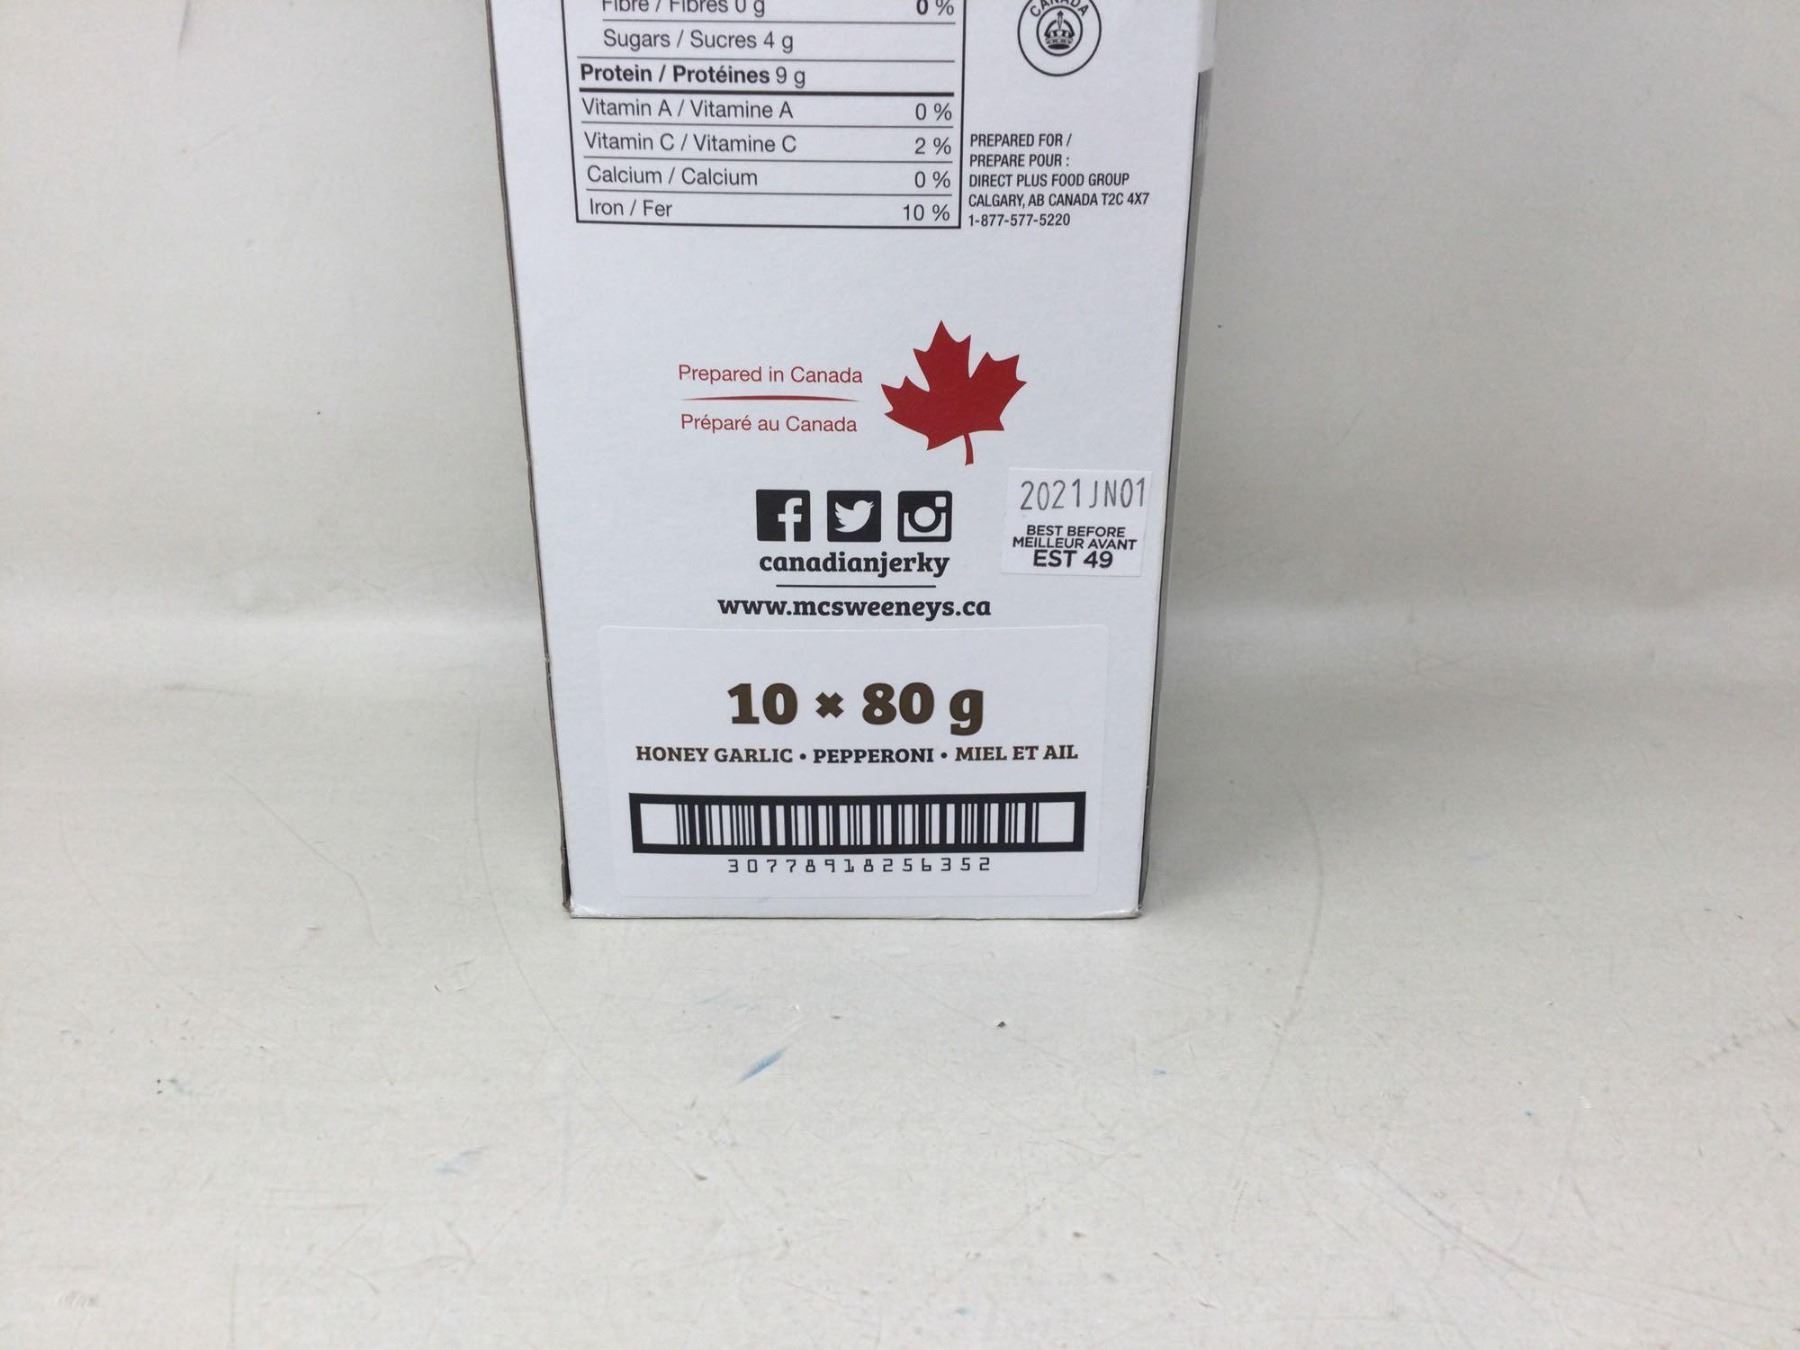 Fibre / Fibres 0 g 0 %
Sugars / Sucres 4 g
Protein / Protéines 9 g
Vitamin A / Vitamine A 0 %
Vitamin C / Vitamine C 2 %
Calcium / Calcium 0 %
Iron / Fer 10 %
CANADA
PREPARED FOR /
PREPARE POUR :
DIRECT PLUS FOOD GROUP
CALGARY, AB CANADA T2C 4X7
1-877-577-5220
Prepared in Canada
Préparé au Canada
2021JN01
BEST BEFORE
MEILLEUR AVANT
EST 49
canadianjerky
www.mcsweeneys.ca
10 × 80 g
HONEY GARLIC • PEPPERONI • MIEL ET AIL
30778918256352